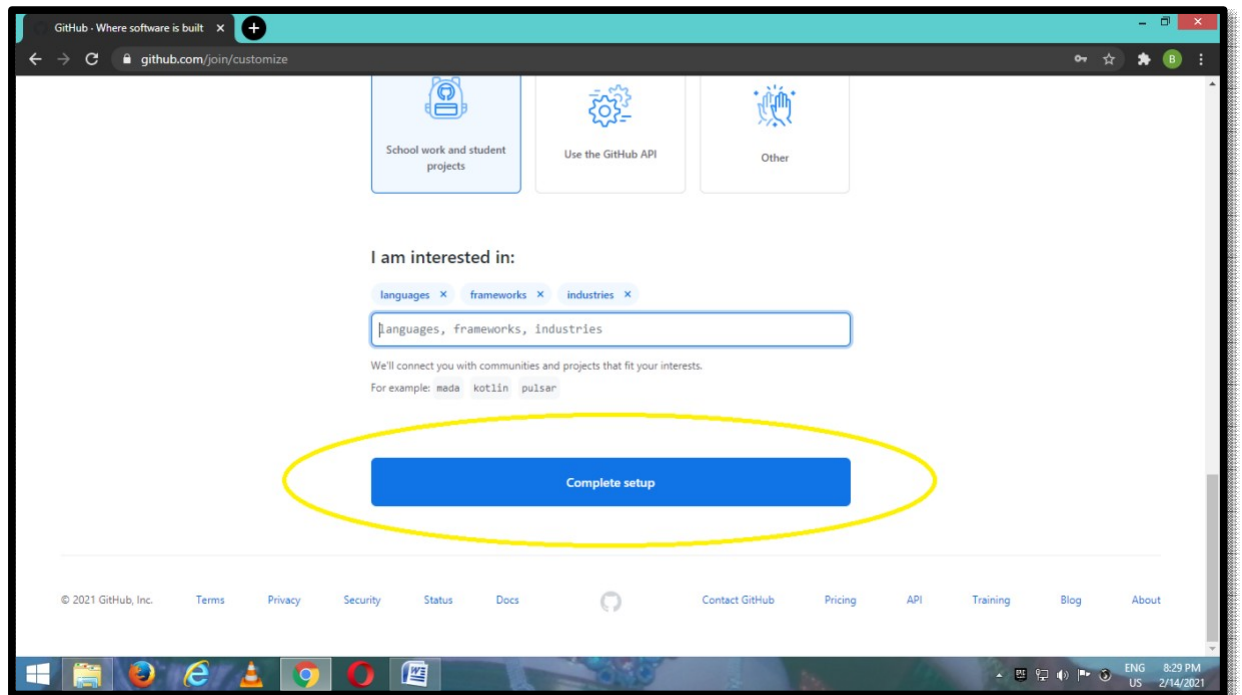 GitHub · Where software is built
github.com/join/customize
B
School work and student
projects
Use the GitHub API
Other
I am interested in:
languages × frameworks × industries ×
languages, frameworks, industries
We'll connect you with communities and projects that fit your interests.
For example: mada kotlin pulsar
Complete setup
© 2021 GitHub, Inc. Terms Privacy Security Status Docs Contact GitHub Pricing API Training Blog About
ENG 8:29 PM
US 2/14/2021